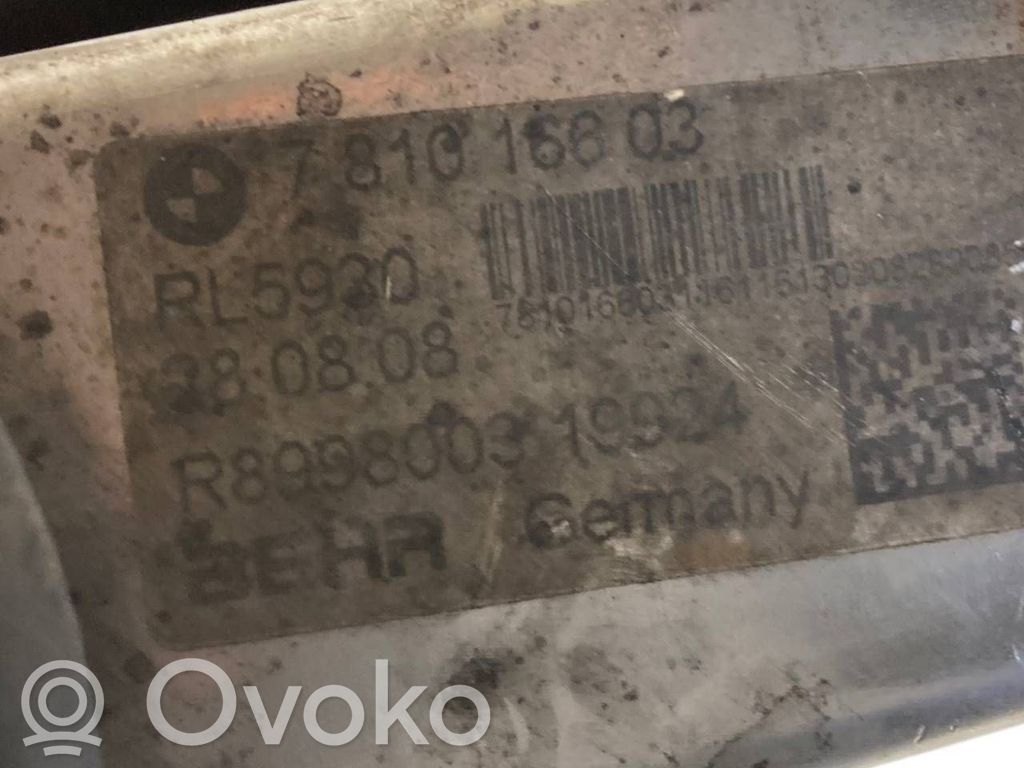 7 810 166 03
RL5930
28.08.08
R8998003 19924
BEHR Germany
Ovoko